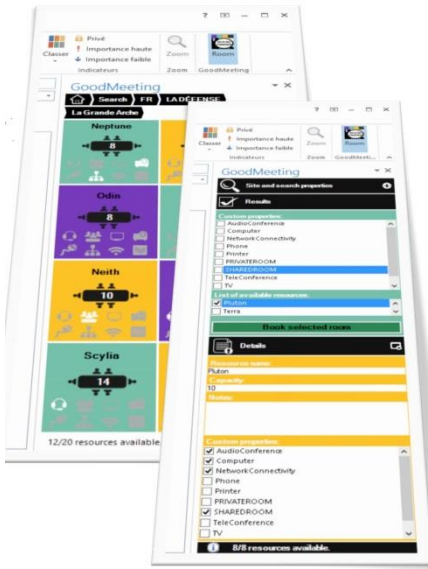 ?
Privé
Importance haute
Importance faible
Classer
Zoom
Room
Indicateurs
Zoom
GoodMeeting
GoodMeeting
Search
FR
LA DÉFENSE
La Grande Arche
Neptune
8
Odin
8
Neith
10
Scylia
14
12/20 resources available
?
Privé
Importance haute
Importance faible
Classer
Zoom
Room
Indicateurs
Zoom
GoodMeeti...
GoodMeeting
Site and search properties
Results
Custom properties:
AudioConference
Computer
NetworkConnectivity
Phone
Printer
PRIVATEROOM
SHAREDROOM
TeleConference
TV
List of available resources:
Pluton
Terra
Book selected room
Details
Resource name:
Pluton
Capacity:
10
Notes:
Custom properties:
AudioConference
Computer
NetworkConnectivity
Phone
Printer
PRIVATEROOM
SHAREDROOM
TeleConference
TV
8/8 resources available.